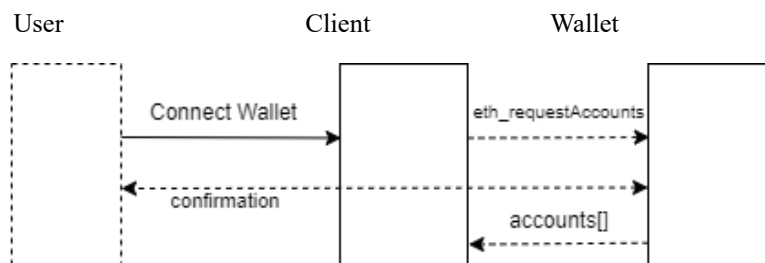 User Client Wallet
Connect Wallet
eth_requestAccounts
confirmation
accounts[]